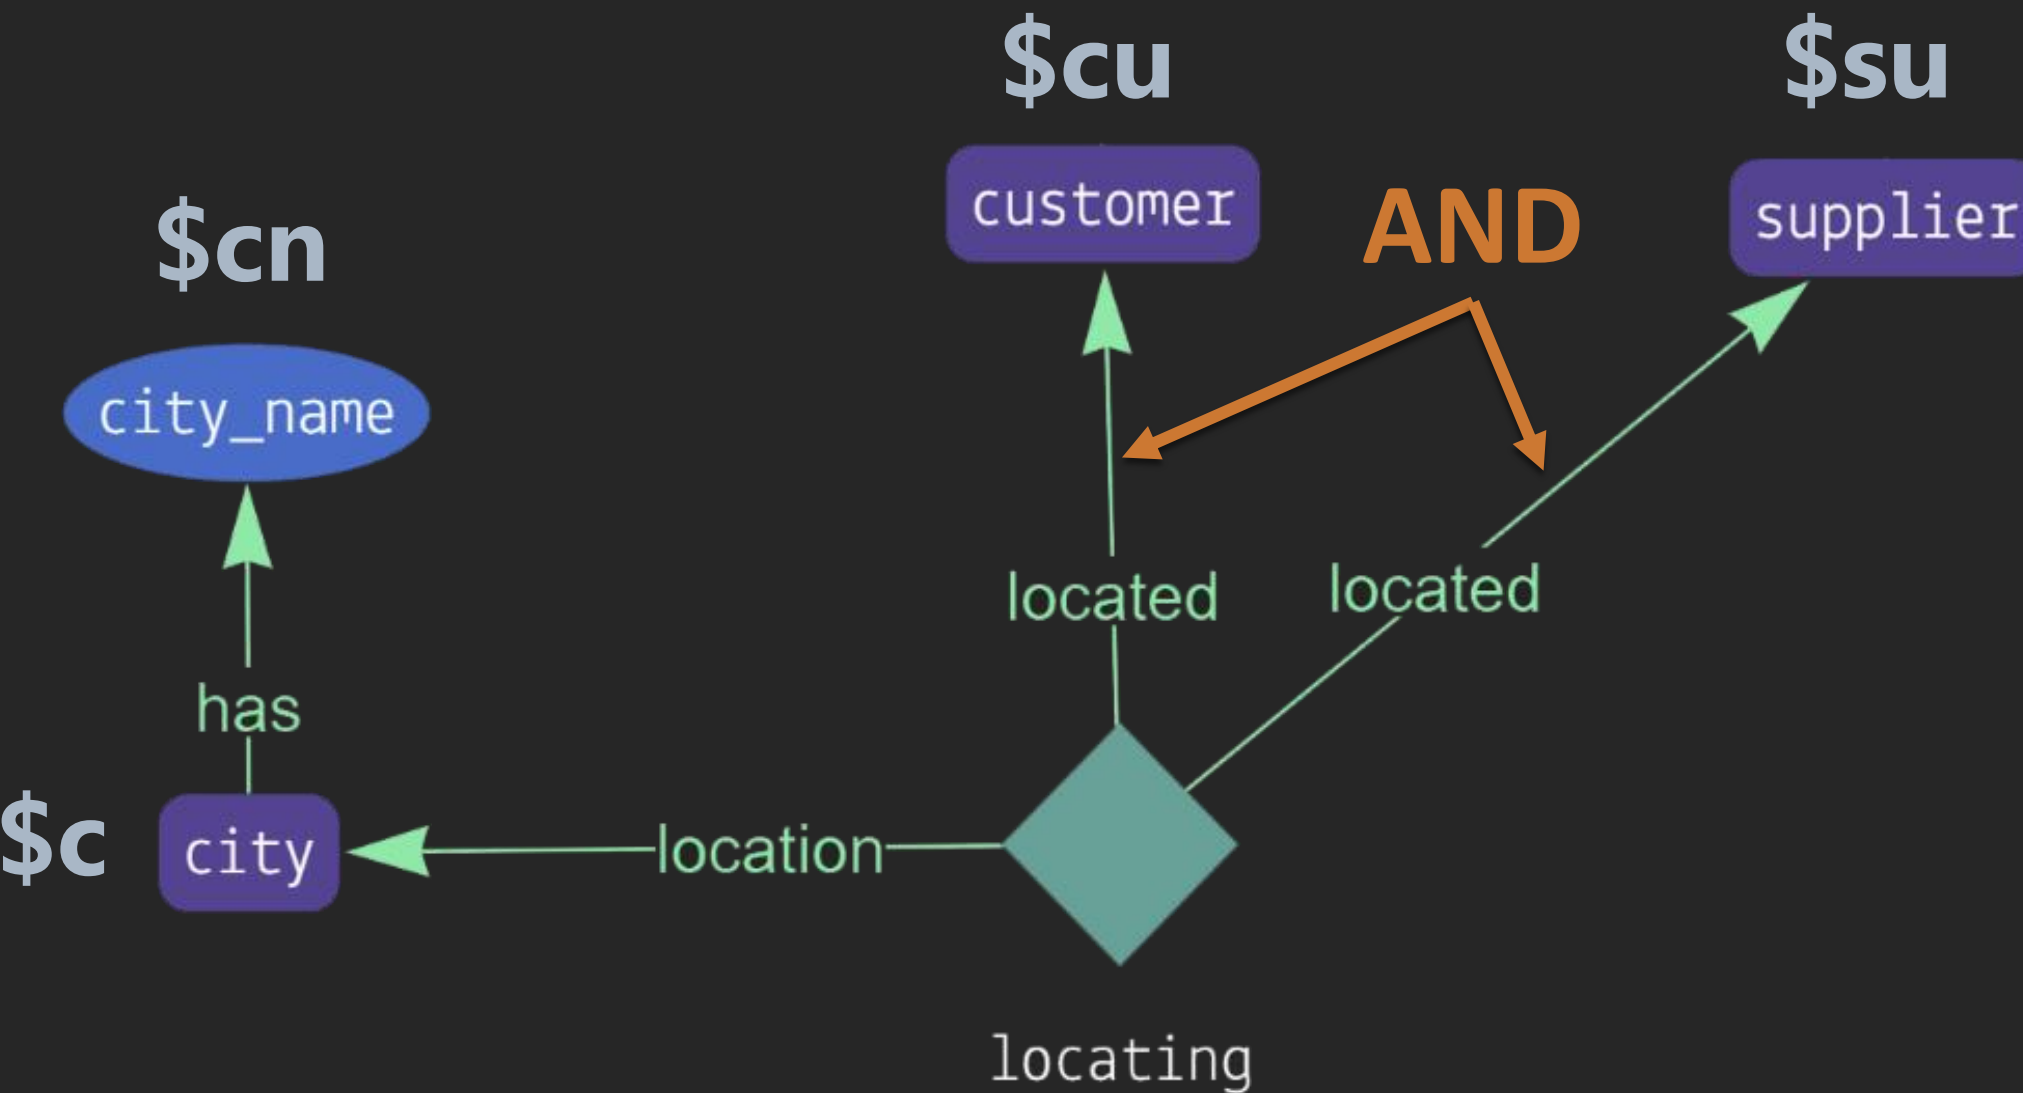 $cu
$su
customer
AND
supplier
$cn
city_name
located
located
has
$c
city
location
locating